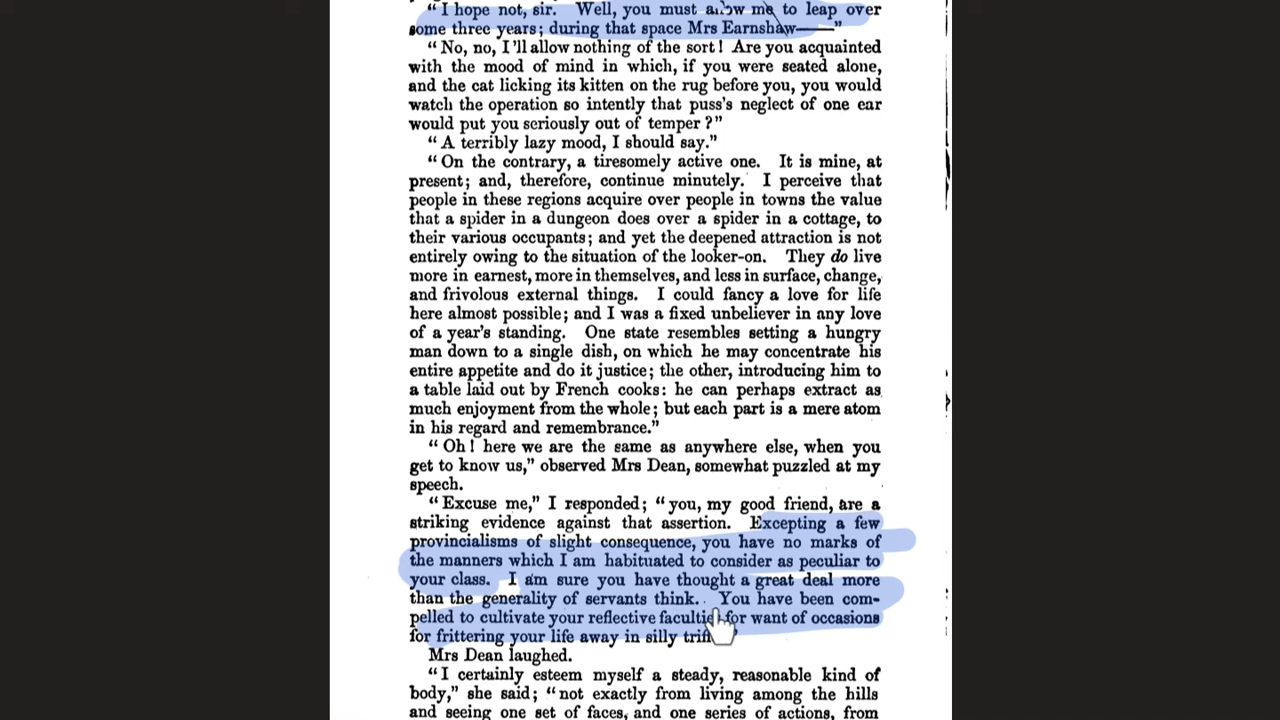 “I hope not, sir. Well, you must allow me to leap over
some three years; during that space Mrs Earnshaw——”
“No, no, I’ll allow nothing of the sort! Are you acquainted
with the mood of mind in which, if you were seated alone,
and the cat licking its kitten on the rug before you, you would
watch the operation so intently that puss’s neglect of one ear
would put you seriously out of temper?”
“A terribly lazy mood, I should say.”
“On the contrary, a tiresomely active one. It is mine, at
present; and, therefore, continue minutely. I perceive that
people in these regions acquire over people in towns the value
that a spider in a dungeon does over a spider in a cottage, to
their various occupants; and yet the deepened attraction is not
entirely owing to the situation of the looker-on. They do live
more in earnest, more in themselves, and less in surface, change,
and frivolous external things. I could fancy a love for life
here almost possible; and I was a fixed unbeliever in any love
of a year’s standing. One state resembles setting a hungry
man down to a single dish, on which he may concentrate his
entire appetite and do it justice; the other, introducing him to
a table laid out by French cooks: he can perhaps extract as
much enjoyment from the whole; but each part is a mere atom
in his regard and remembrance.”
“Oh! here we are the same as anywhere else, when you
get to know us,” observed Mrs Dean, somewhat puzzled at my
speech.
“Excuse me,” I responded; “you, my good friend, are a
striking evidence against that assertion. Excepting a few
provincialisms of slight consequence, you have no marks of
the manners which I am habituated to consider as peculiar to
your class. I am sure you have thought a great deal more
than the generality of servants think. You have been com-
pelled to cultivate your reflective faculties for want of occasions
for frittering your life away in silly
Mrs Dean laughed.
“I certainly esteem myself a steady, reasonable kind of
body,” she said; “not exactly from living among the hills
and seeing one set of faces, and one series of actions, from